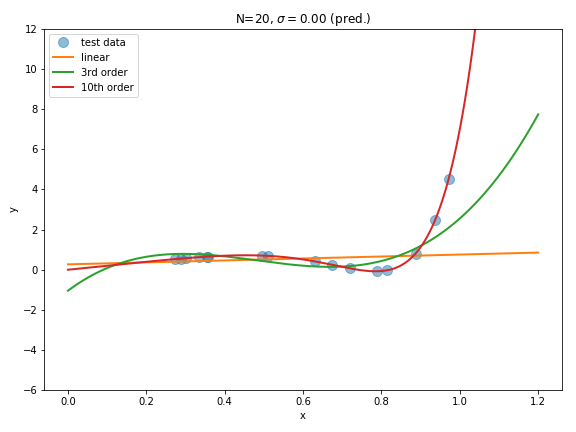 N=20, σ = 0.00 (pred.)
12
10
8
6
4
2
0
−2
−4
−6
y
test data
linear
3rd order
10th order
0.0 0.2 0.4 0.6 0.8 1.0 1.2
x